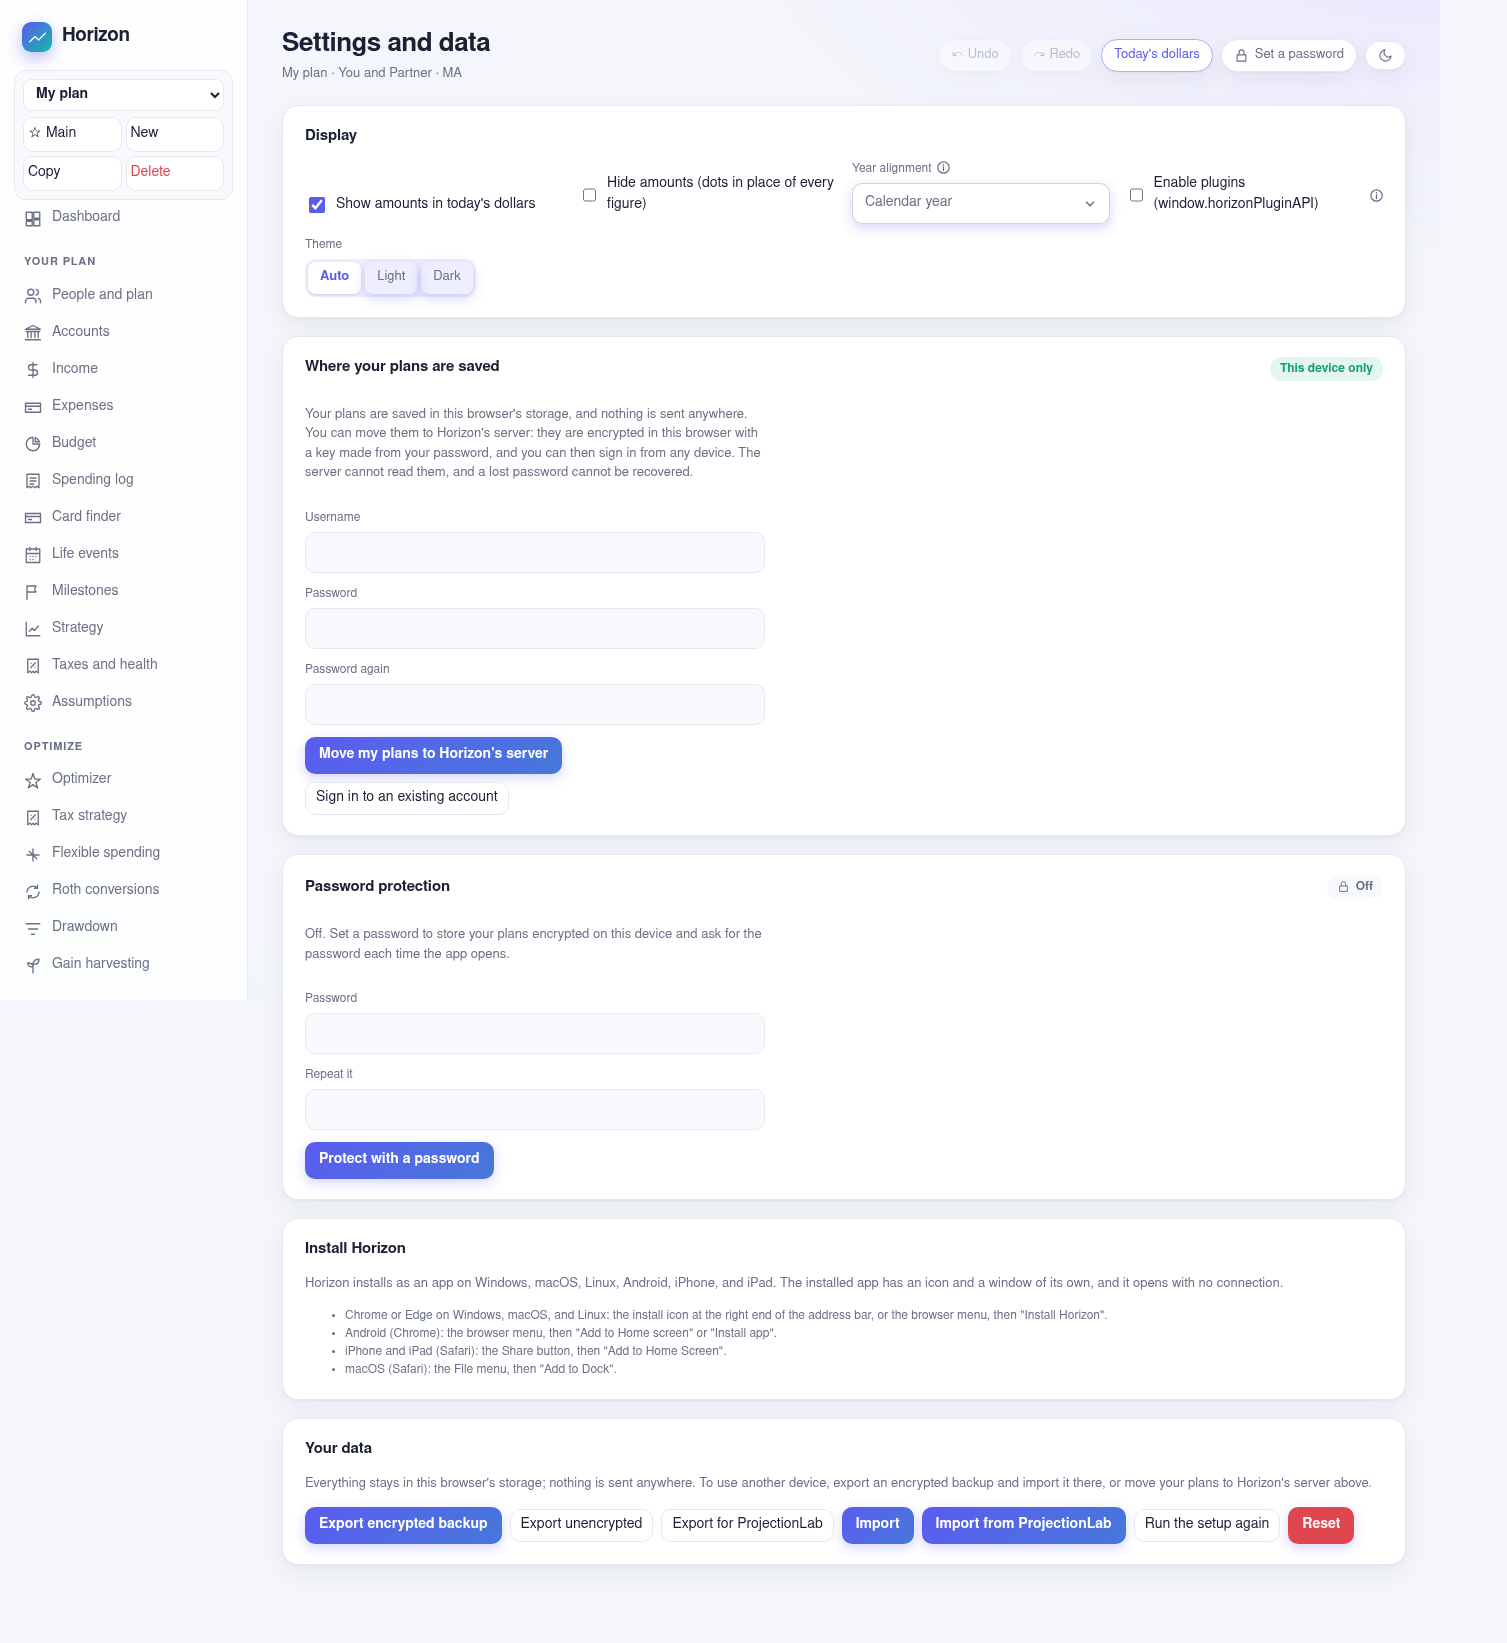 Horizon
My plan
☆ Main
New
Copy
Delete
Dashboard
YOUR PLAN
People and plan
Accounts
Income
Expenses
Budget
Spending log
Card finder
Life events
Milestones
Strategy
Taxes and health
Assumptions
OPTIMIZE
Optimizer
Tax strategy
Flexible spending
Roth conversions
Drawdown
Gain harvesting
Settings and data
My plan · You and Partner · MA
Undo
Redo
Today's dollars
Set a password
Display
Show amounts in today's dollars
Hide amounts (dots in place of every
figure)
Year alignment
Calendar year
Enable plugins
(window.horizonPluginAPI)
Theme
Auto
Light
Dark
Where your plans are saved
This device only
Your plans are saved in this browser's storage, and nothing is sent anywhere.
You can move them to Horizon's server: they are encrypted in this browser with
a key made from your password, and you can then sign in from any device. The
server cannot read them, and a lost password cannot be recovered.
Username
Password
Password again
Move my plans to Horizon's server
Sign in to an existing account
Password protection
Off
Off. Set a password to store your plans encrypted on this device and ask for the
password each time the app opens.
Password
Repeat it
Protect with a password
Install Horizon
Horizon installs as an app on Windows, macOS, Linux, Android, iPhone, and iPad. The installed app has an icon and a window of its own, and it opens with no connection.
• Chrome or Edge on Windows, macOS, and Linux: the install icon at the right end of the address bar, or the browser menu, then "Install Horizon".
• Android (Chrome): the browser menu, then "Add to Home screen" or "Install app".
• iPhone and iPad (Safari): the Share button, then "Add to Home Screen".
• macOS (Safari): the File menu, then "Add to Dock".
Your data
Everything stays in this browser's storage; nothing is sent anywhere. To use another device, export an encrypted backup and import it there, or move your plans to Horizon's server above.
Export encrypted backup
Export unencrypted
Export for ProjectionLab
Import
Import from ProjectionLab
Run the setup again
Reset